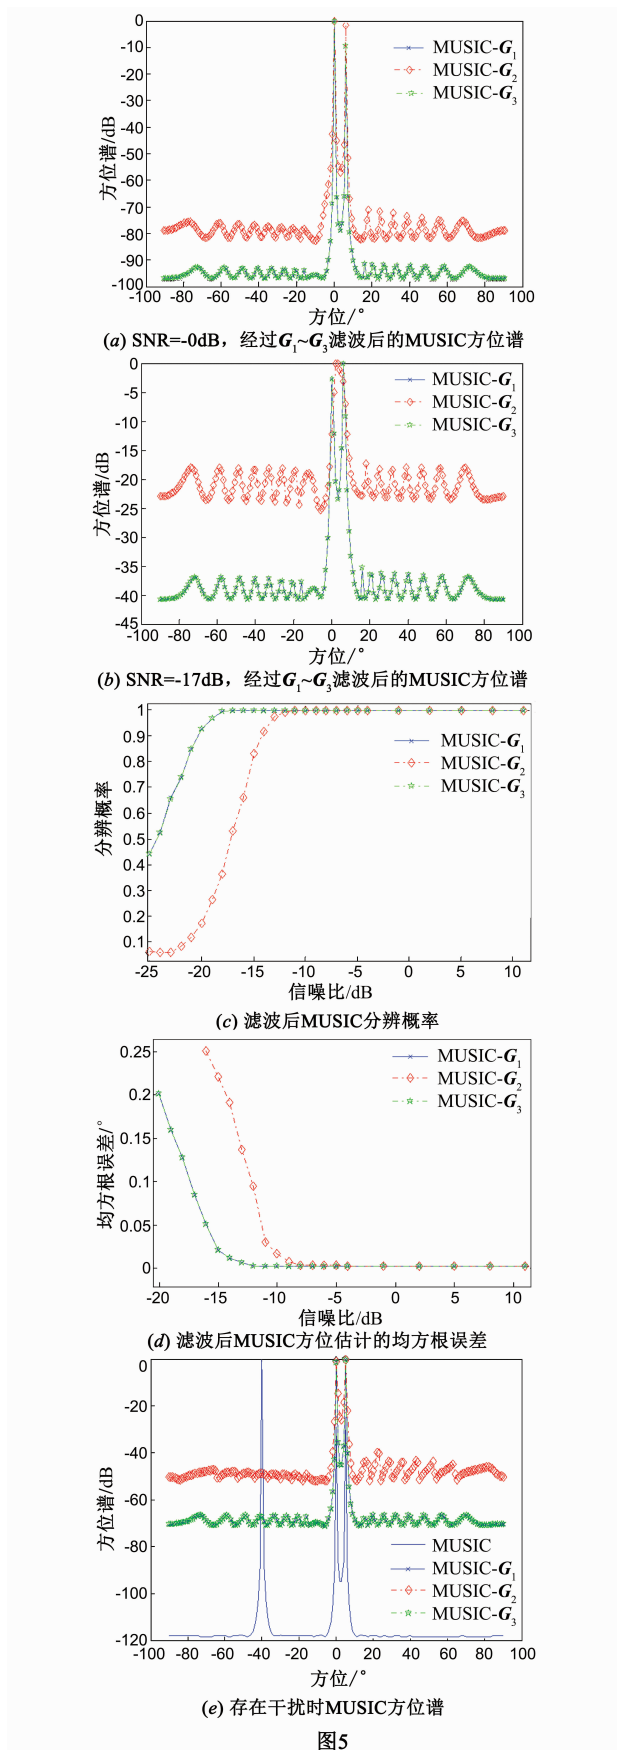 0
-10
-20
-30
-40
-50
-60
-70
-80
-90
-100
方位谱/dB
MUSIC-G1
MUSIC-G2
MUSIC-G3
-100 -80 -60 -40 -20 0 20 40 60 80 100
方位/°
(a) SNR=-0dB，经过G1~G3滤波后的MUSIC方位谱
0
-5
-10
-15
-20
-25
-30
-35
-40
-45
方位谱/dB
MUSIC-G1
MUSIC-G2
MUSIC-G3
-100 -80 -60 -40 -20 0 20 40 60 80 100
方位/°
(b) SNR=-17dB，经过G1~G3滤波后的MUSIC方位谱
1
0.9
0.8
0.7
0.6
0.5
0.4
0.3
0.2
0.1
分辨概率
MUSIC-G1
MUSIC-G2
MUSIC-G3
-25 -20 -15 -10 -5 0 5 10
信噪比/dB
(c) 滤波后MUSIC分辨概率
0.25
0.2
0.15
0.1
0.05
0
均方根误差/°
MUSIC-G1
MUSIC-G2
MUSIC-G3
-20 -15 -10 -5 0 5 10
信噪比/dB
(d) 滤波后MUSIC方位估计的均方根误差
0
-20
-40
-60
-80
-100
-120
方位谱/dB
MUSIC
MUSIC-G1
MUSIC-G2
MUSIC-G3
-100 -80 -60 -40 -20 0 20 40 60 80 100
方位/°
(e) 存在干扰时MUSIC方位谱
图5